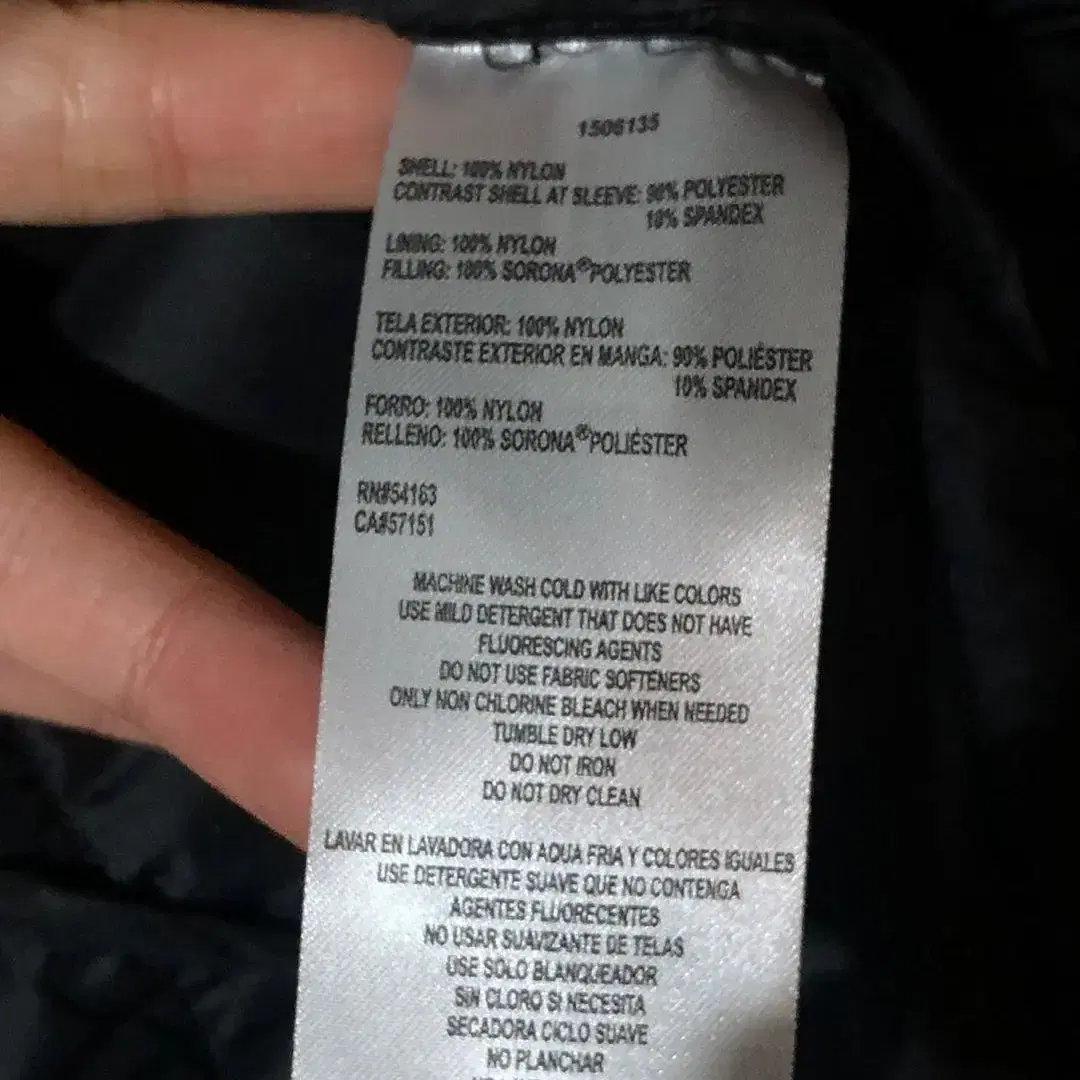 1506135
SHELL: 100% NYLON
CONTRAST SHELL AT SLEEVE: 90% POLYESTER
10% SPANDEX
LINING: 100% NYLON
FILLING: 100% SORONA®POLYESTER
TELA EXTERIOR: 100% NYLON
CONTRASTE EXTERIOR EN MANGA: 90% POLIÉSTER
10% SPANDEX
FORRO: 100% NYLON
RELLENO: 100% SORONA®POLIÉSTER
RN#54163
CA#57151
MACHINE WASH COLD WITH LIKE COLORS
USE MILD DETERGENT THAT DOES NOT HAVE
FLUORESCING AGENTS
DO NOT USE FABRIC SOFTENERS
ONLY NON CHLORINE BLEACH WHEN NEEDED
TUMBLE DRY LOW
DO NOT IRON
DO NOT DRY CLEAN
LAVAR EN LAVADORA CON AQUA FRIA Y COLORES IGUALES
USE DETERGENTE SUAVE QUE NO CONTENGA
AGENTES FLUORECENTES
NO USAR SUAVIZANTE DE TELAS
USE SOLO BLANQUEADOR
SIN CLORO SI NECESITA
SECADORA CICLO SUAVE
NO PLANCHAR